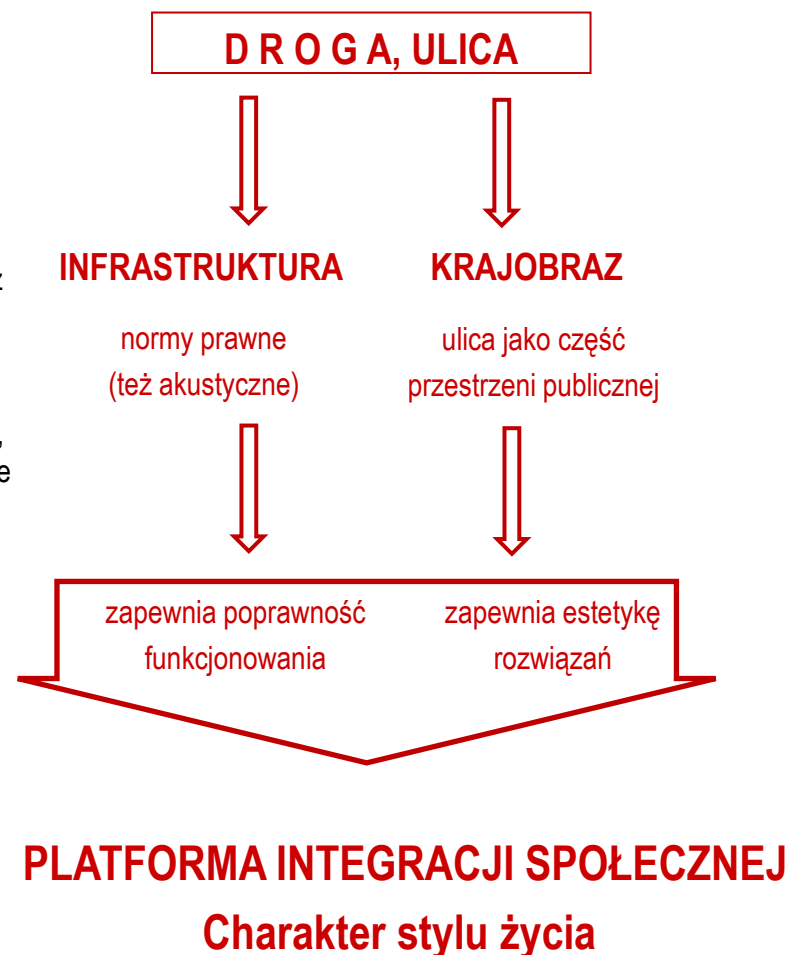 D R O G A, ULICA
INFRASTRUKTURA
normy prawne
(też akustyczne)
KRAJOBRAZ
ulica jako część
przestrzeni publicznej
zapewnia poprawność
funkcjonowania
zapewnia estetykę
rozwiązań
PLATFORMA INTEGRACJI SPOŁECZNEJ
Charakter stylu życia